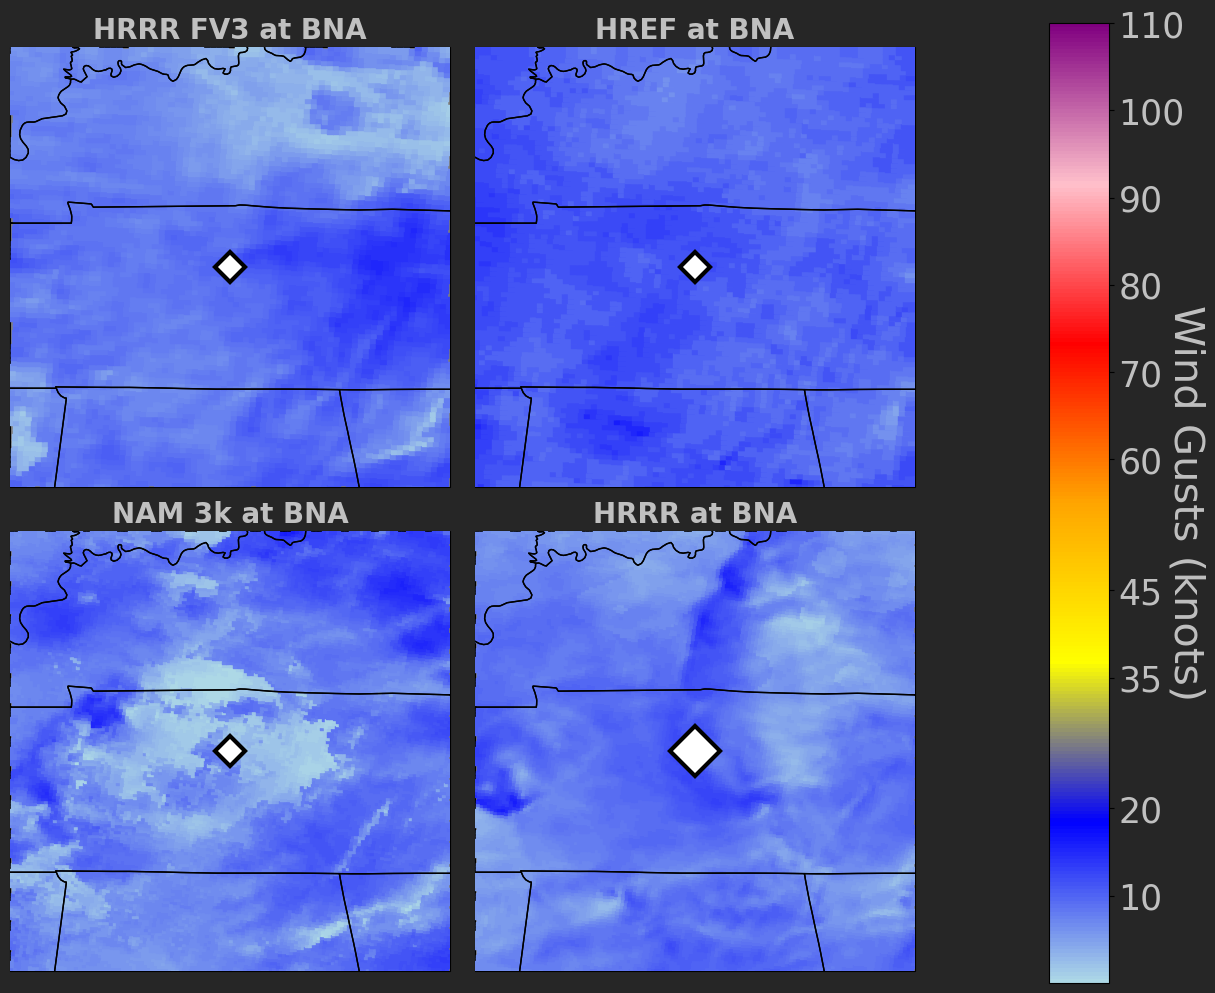 HRRR FV3 at BNA
HREF at BNA
NAM 3k at BNA
HRRR at BNA
110
100
90
80
70
60
45
35
20
10
Wind Gusts (knots)